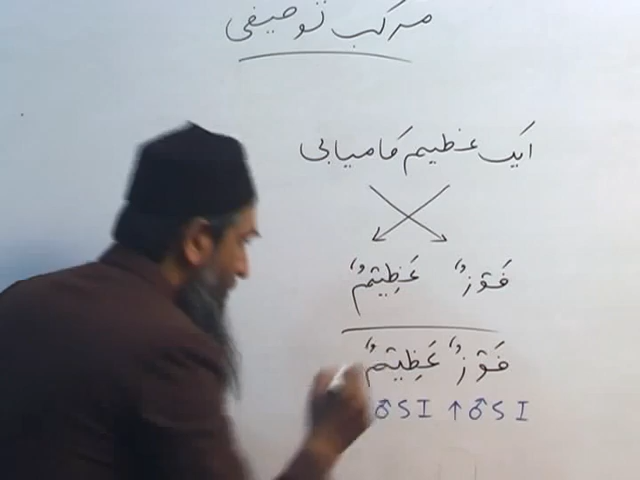 مرکب توصیفی
ایک عظیم کامیابی
فَوْزٌ عَظِيْمٌ
فَوْزٌ عَظِيْمٌ
I S ♂ ↑ I S ♂